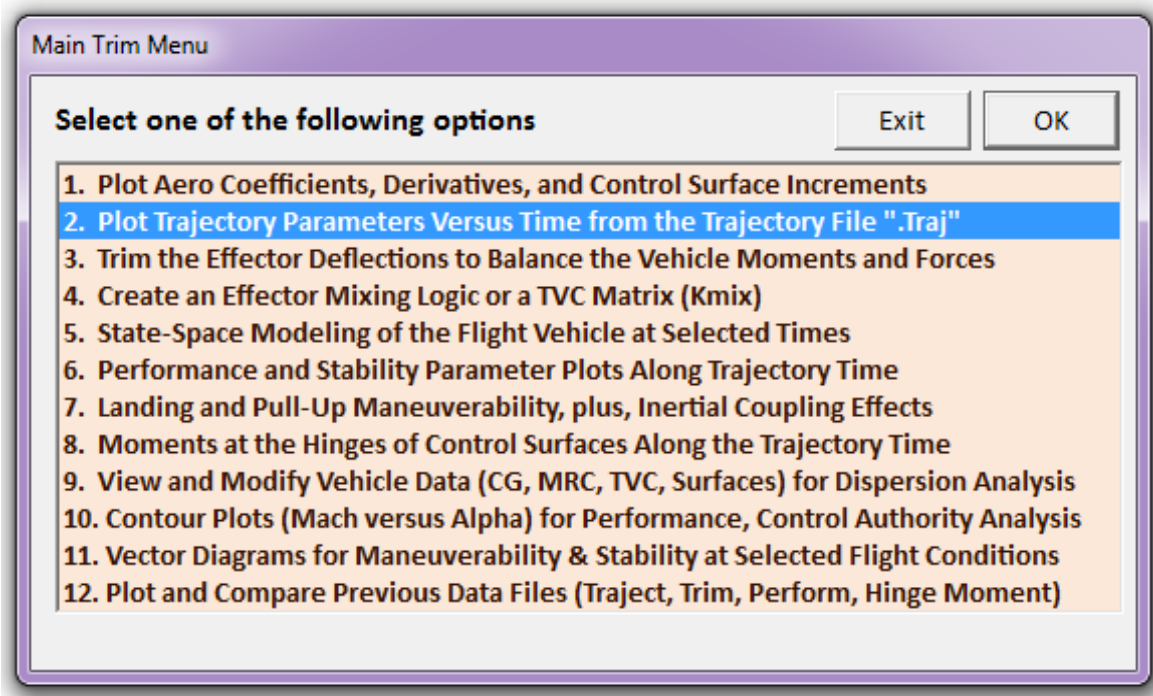 Main Trim Menu
Select one of the following options
Exit
OK
1. Plot Aero Coefficients, Derivatives, and Control Surface Increments
2. Plot Trajectory Parameters Versus Time from the Trajectory File ".Traj"
3. Trim the Effector Deflections to Balance the Vehicle Moments and Forces
4. Create an Effector Mixing Logic or a TVC Matrix (Kmix)
5. State-Space Modeling of the Flight Vehicle at Selected Times
6. Performance and Stability Parameter Plots Along Trajectory Time
7. Landing and Pull-Up Maneuverability, plus, Inertial Coupling Effects
8. Moments at the Hinges of Control Surfaces Along the Trajectory Time
9. View and Modify Vehicle Data (CG, MRC, TVC, Surfaces) for Dispersion Analysis
10. Contour Plots (Mach versus Alpha) for Performance, Control Authority Analysis
11. Vector Diagrams for Maneuverability & Stability at Selected Flight Conditions
12. Plot and Compare Previous Data Files (Traject, Trim, Perform, Hinge Moment)